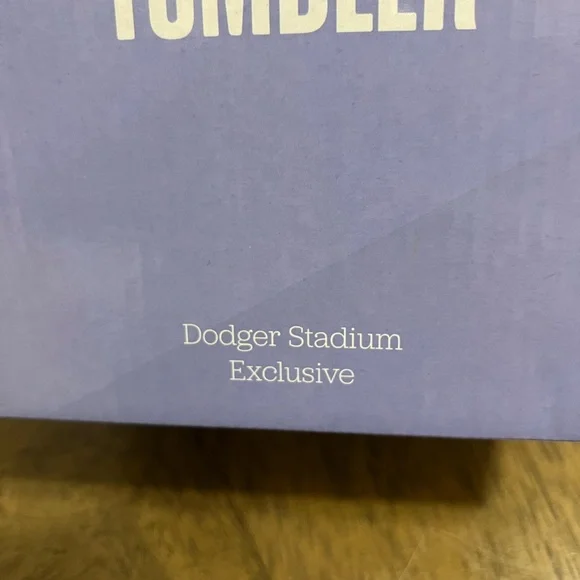 TUMBLER
Dodger Stadium
Exclusive